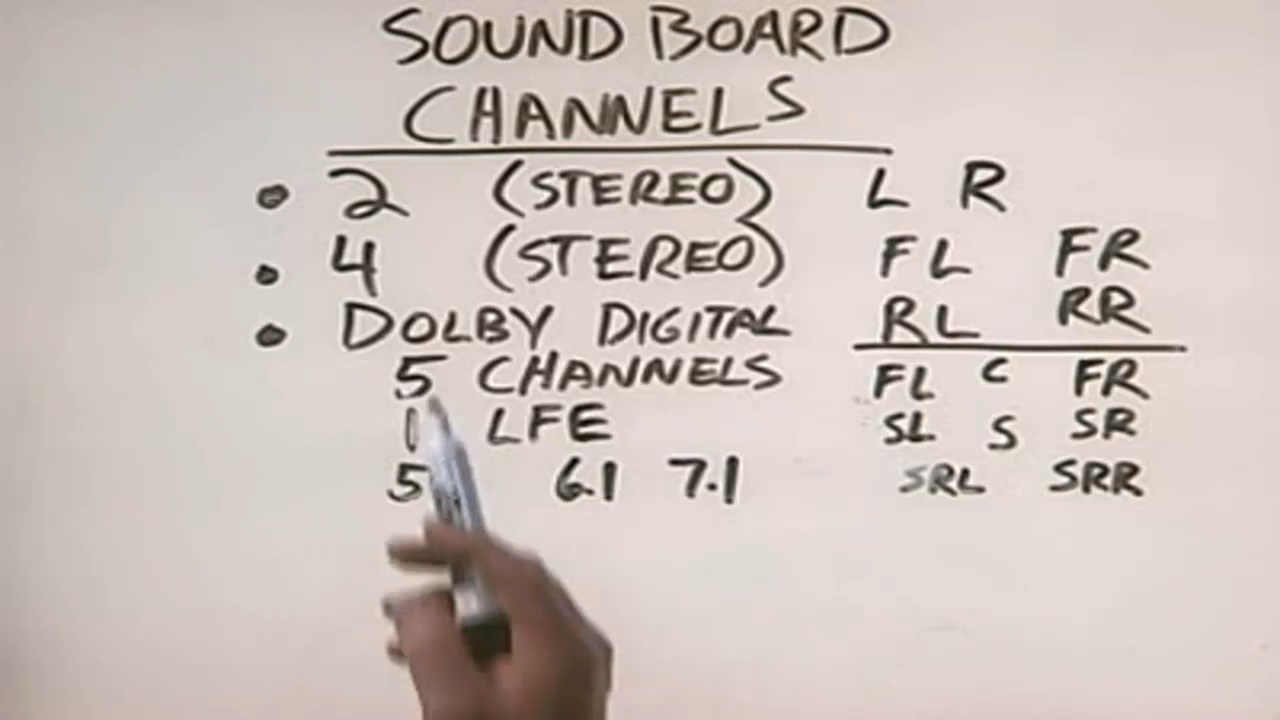 SOUND BOARD
CHANNELS
• 2 (STEREO) L R
• 4 (STEREO) FL FR
RL RR
• DOLBY DIGITAL
5 CHANNELS FL C FR
1 LFE SL S SR
5 6.1 7.1 SRL SRR